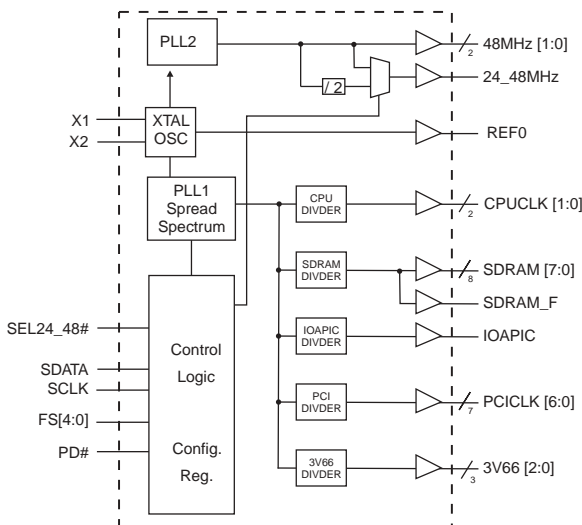 PLL2
48MHz [1:0]
2
/ 2
24_48MHz
X1
X2
XTAL
OSC
REF0
PLL1
Spread
Spectrum
CPU
DIVDER
CPUCLK [1:0]
2
SDRAM
DIVDER
SDRAM [7:0]
8
SDRAM_F
SEL24_48#
IOAPIC
DIVDER
IOAPIC
Control
Logic
SDATA
SCLK
FS[4:0]
PD#
PCI
DIVDER
PCICLK [6:0]
7
Config.
Reg.
3V66
DIVDER
3V66 [2:0]
3